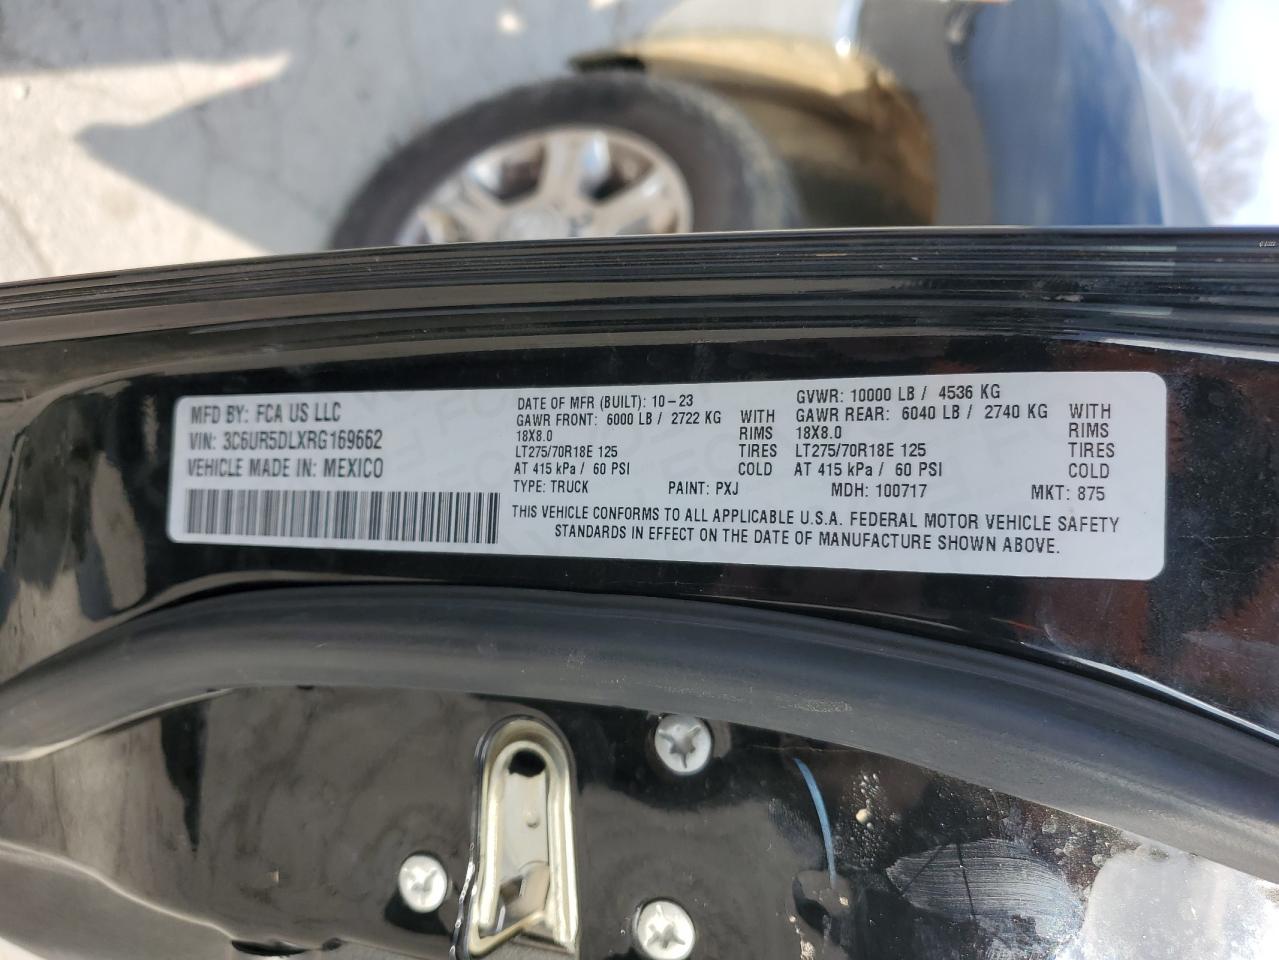 MFD BY: FCA US LLC
VIN: 3C6UR5DLXRG169662
VEHICLE MADE IN: MEXICO
DATE OF MFR (BUILT): 10-23
GAWR FRONT: 6000 LB / 2722 KG WITH
18X8.0 RIMS
LT275/70R18E 125 TIRES
AT 415 kPa / 60 PSI COLD
GVWR: 10000 LB / 4536 KG
GAWR REAR: 6040 LB / 2740 KG WITH
18X8.0 RIMS
LT275/70R18E 125 TIRES
AT 415 kPa / 60 PSI COLD
TYPE: TRUCK PAINT: PXJ MDH: 100717 MKT: 875
THIS VEHICLE CONFORMS TO ALL APPLICABLE U.S.A. FEDERAL MOTOR VEHICLE SAFETY
STANDARDS IN EFFECT ON THE DATE OF MANUFACTURE SHOWN ABOVE.